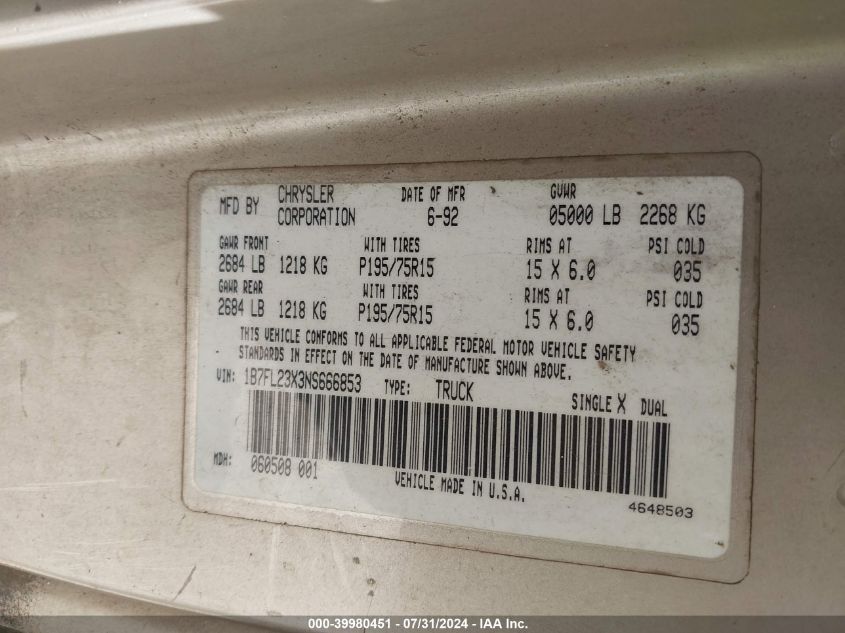 MFD BY CHRYSLER CORPORATION DATE OF MFR 6-92 GVWR 05000 LB 2268 KG
GAWR FRONT WITH TIRES RIMS AT PSI COLD
2684 LB 1218 KG P195/75R15 15 X 6.0 035
GAWR REAR WITH TIRES RIMS AT PSI COLD
2684 LB 1218 KG P195/75R15 15 X 6.0 035
THIS VEHICLE CONFORMS TO ALL APPLICABLE FEDERAL MOTOR VEHICLE SAFETY
STANDARDS IN EFFECT ON THE DATE OF MANUFACTURE SHOWN ABOVE.
VIN: 1B7FL23X3NS666853 TYPE: TRUCK SINGLE X DUAL
MDH: 060508 001
VEHICLE MADE IN U.S.A.
4648503
000-39980451 - 07/31/2024 - IAA Inc.